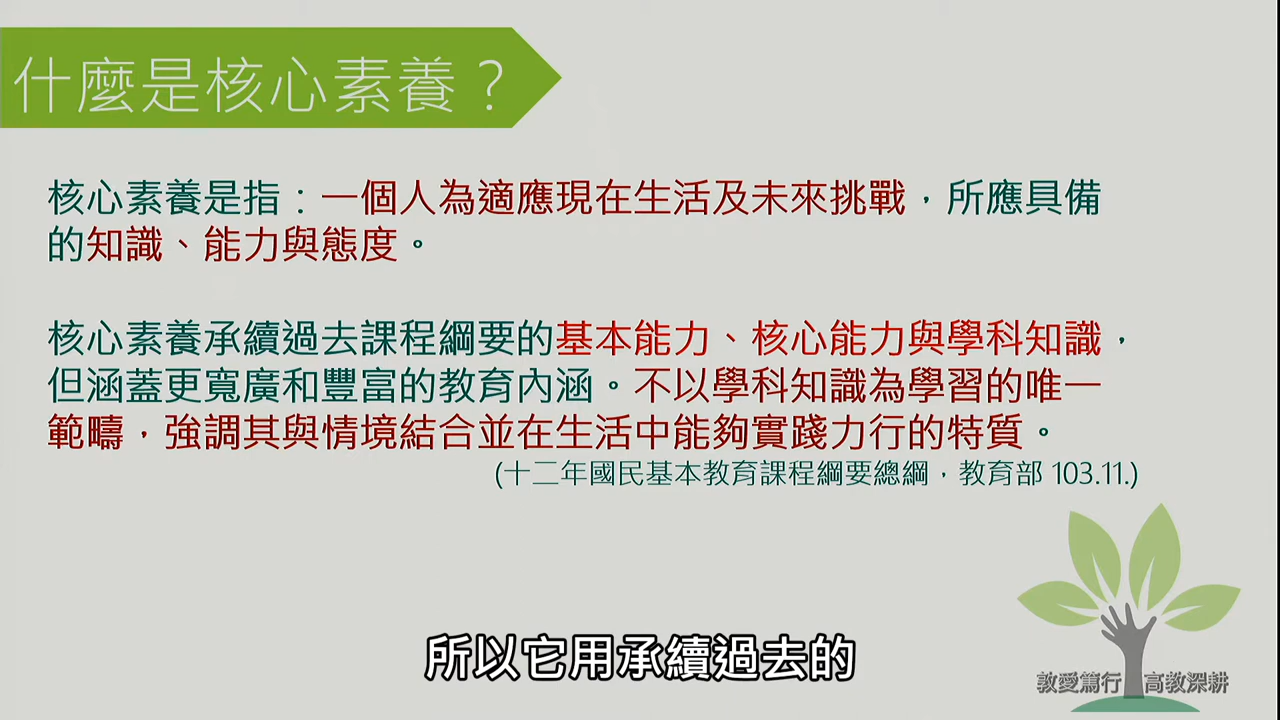 什麼是核心素養？
核心素養是指：一個人為適應現在生活及未來挑戰，所應具備
的知識、能力與態度。
核心素養承續過去課程綱要的基本能力、核心能力與學科知識，
但涵蓋更寬廣和豐富的教育內涵。不以學科知識為學習的唯一
範疇，強調其與情境結合並在生活中能夠實踐力行的特質。
(十二年國民基本教育課程綱要總綱，教育部 103.11.)
所以它用承續過去的
敦愛篤行 高教深耕